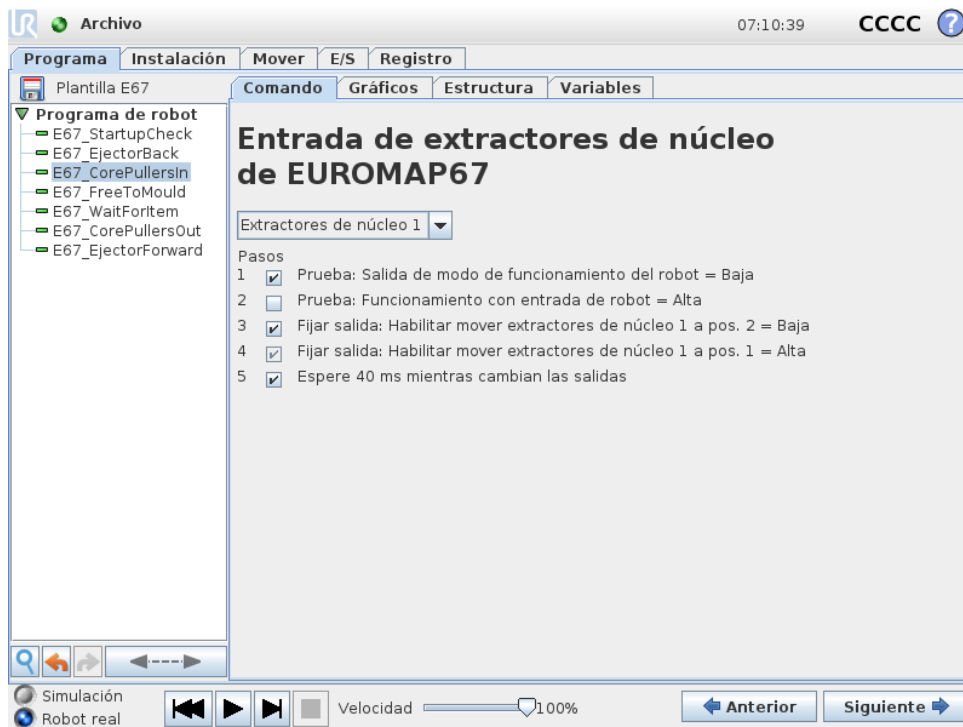 UR Archivo 07:10:39 CCCC ?
Programa Instalación Mover E/S Registro
Plantilla E67
Comando Gráficos Estructura Variables
Programa de robot
E67_StartupCheck
E67_EjectorBack
E67_CorePullersIn
E67_FreeToMould
E67_WaitForItem
E67_CorePullersOut
E67_EjectorForward
Entrada de extractores de núcleo
de EUROMAP67
Extractores de núcleo 1
Pasos
1 Prueba: Salida de modo de funcionamiento del robot = Baja
2 Prueba: Funcionamiento con entrada de robot = Alta
3 Fijar salida: Habilitar mover extractores de núcleo 1 a pos. 2 = Baja
4 Fijar salida: Habilitar mover extractores de núcleo 1 a pos. 1 = Alta
5 Espere 40 ms mientras cambian las salidas
Simulación
Robot real
Velocidad 100%
Anterior Siguiente